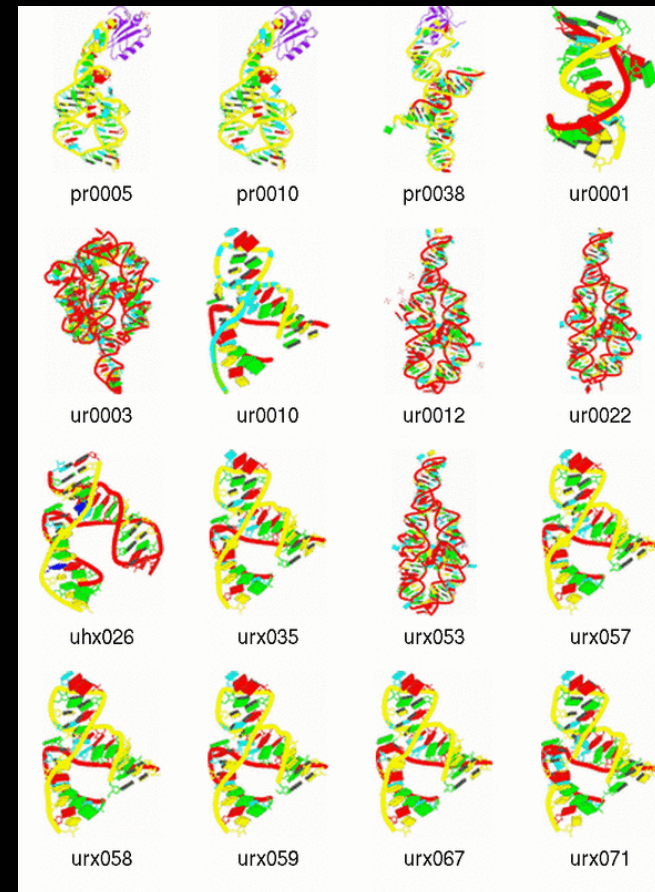 pr0005 pr0010 pr0038 ur0001
ur0003 ur0010 ur0012 ur0022
uhx026 urx035 urx053 urx057
urx058 urx059 urx067 urx071